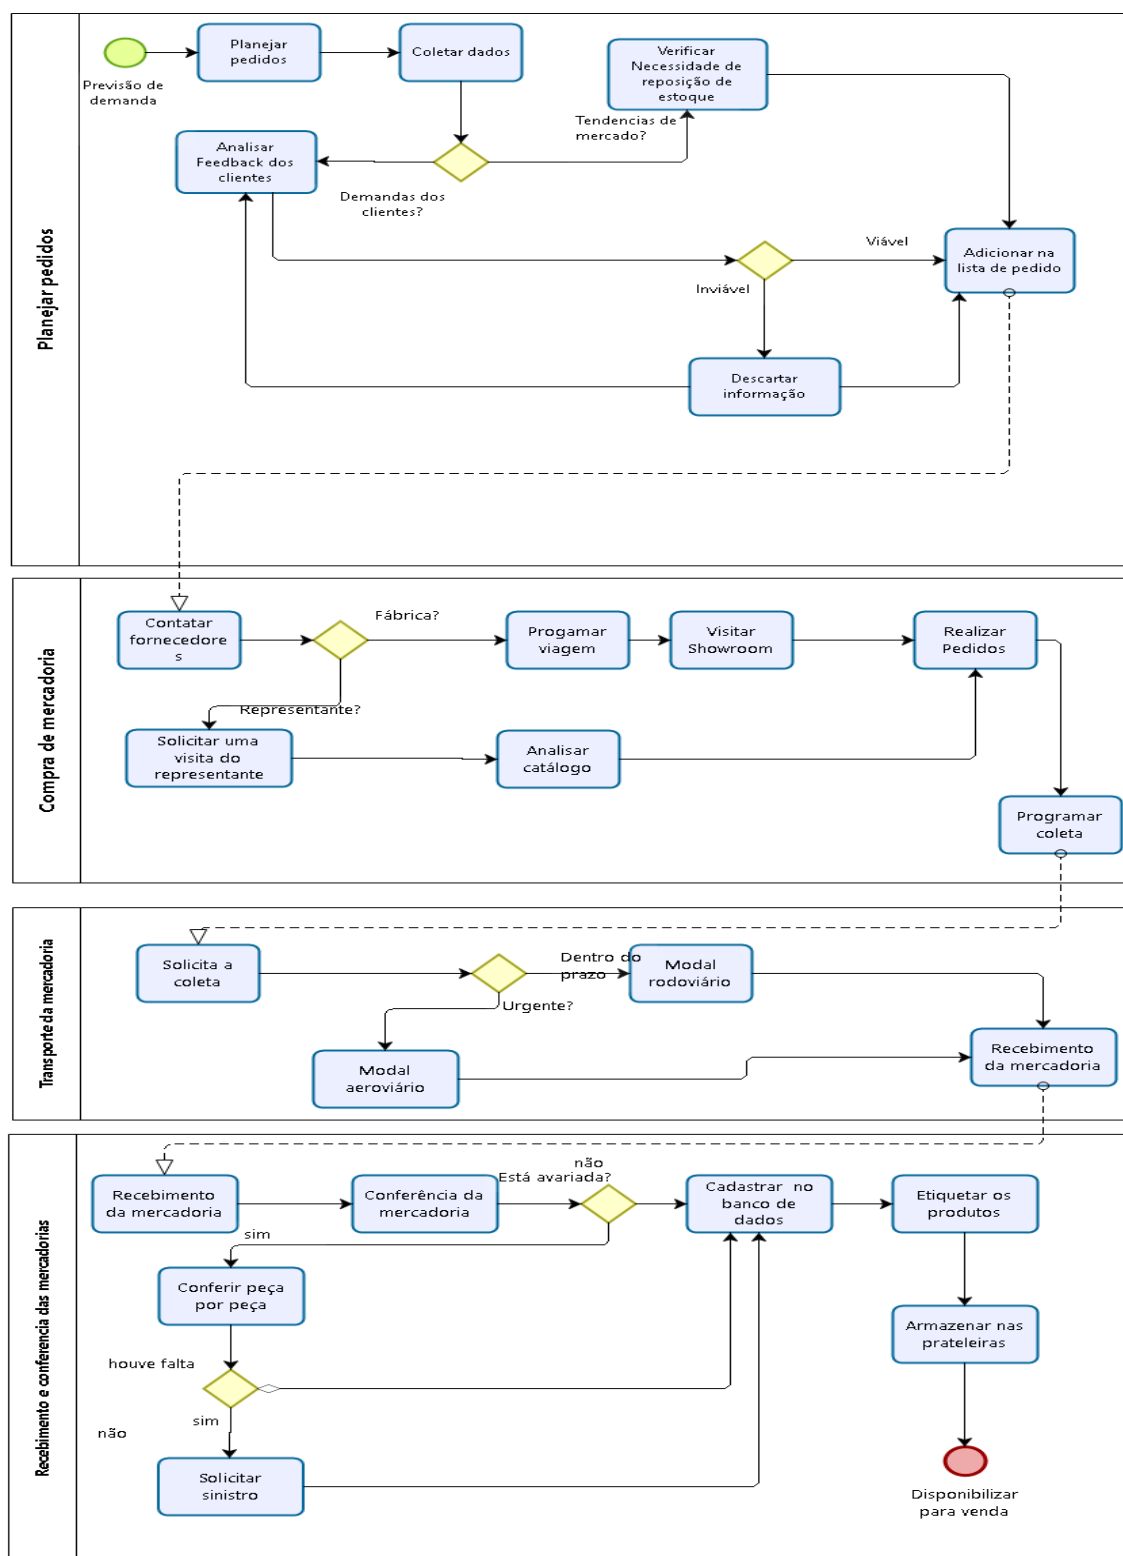 Planejar pedidos
Previsão de
demanda
Planejar
pedidos
Coletar dados
Verificar
Necessidade de
reposição de
estoque
Tendencias de
mercado?
Analisar
Feedback dos
clientes
Demandas dos
clientes?
Viável
Inviável
Adicionar na
lista de pedido
Descartar
informação
Compra de mercadoria
Contatar
fornecedore
s
Fábrica?
Progamar
viagem
Visitar
Showroom
Realizar
Pedidos
Representante?
Solicitar uma
visita do
representante
Analisar
catálogo
Programar
coleta
Transporte da mercadoria
Solicita a
coleta
Dentro do
prazo
Modal
rodoviário
Urgente?
Modal
aeroviário
Recebimento
da mercadoria
Recebimento e conferencia das mercadorias
Recebimento
da mercadoria
Conferência da
mercadoria
não
Está avariada?
Cadastrar no
banco de
dados
Etiquetar os
produtos
sim
Conferir peça
por peça
Armazenar nas
prateleiras
houve falta
sim
não
Solicitar
sinistro
Disponibilizar
para venda